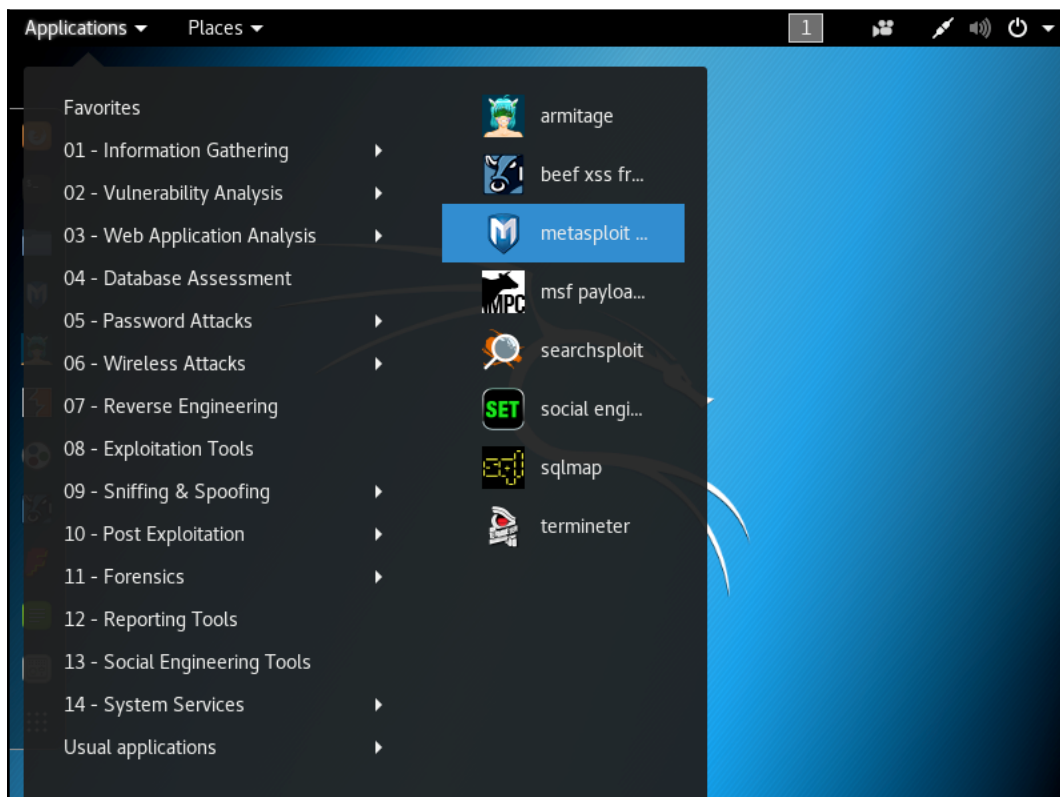 Applications Places 1
Favorites
01 - Information Gathering
02 - Vulnerability Analysis
03 - Web Application Analysis
04 - Database Assessment
05 - Password Attacks
06 - Wireless Attacks
07 - Reverse Engineering
08 - Exploitation Tools
09 - Sniffing & Spoofing
10 - Post Exploitation
11 - Forensics
12 - Reporting Tools
13 - Social Engineering Tools
14 - System Services
Usual applications
armitage
beef xss fr...
M metasploit ...
MPC msf payloa...
searchsploit
SET social engi...
sql sqlmap
termineter